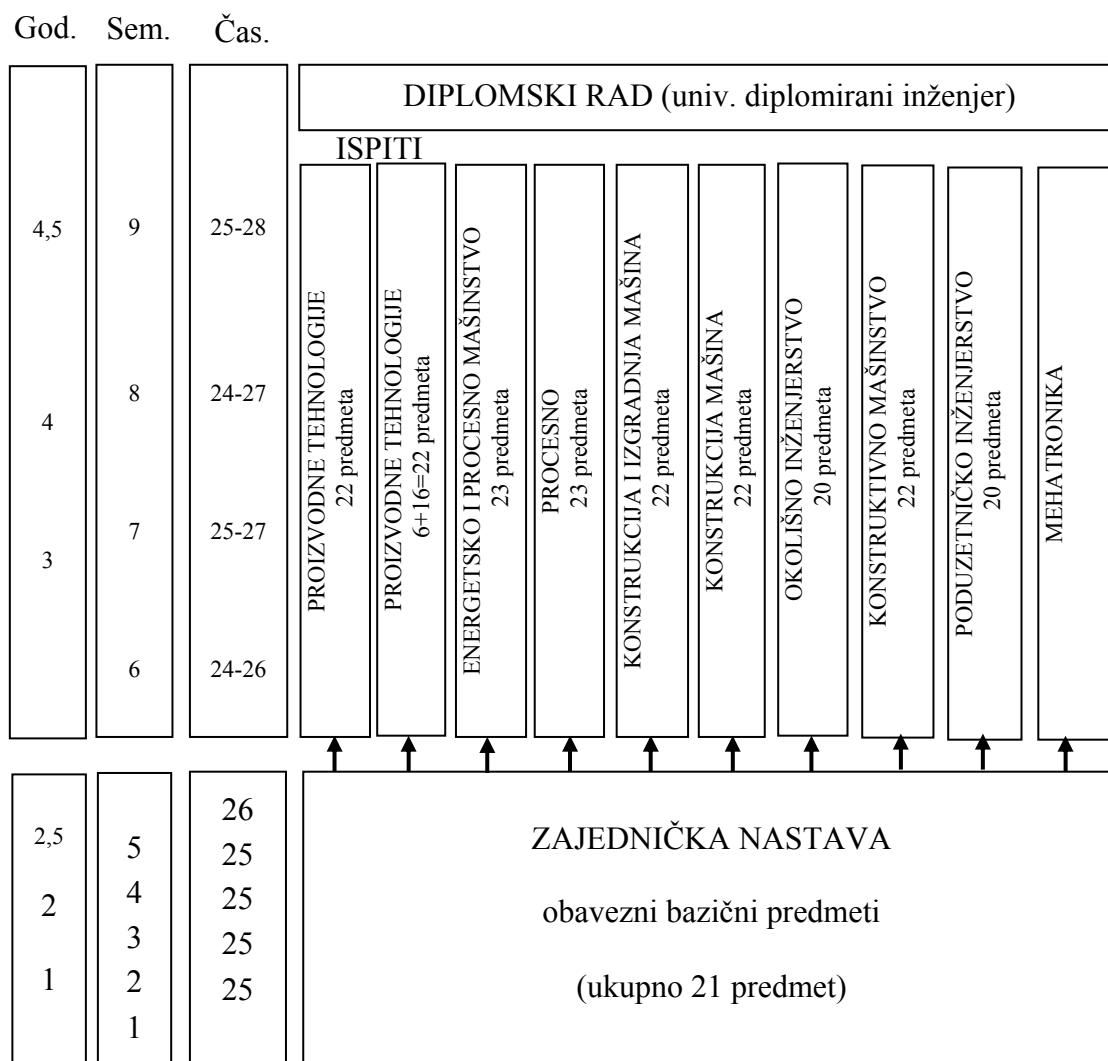 God. Sem. Čas.
DIPLOMSKI RAD (univ. diplomirani inženjer)
ISPITI
4,5 9 25-28
4 8 24-27
3 7 25-27
6 24-26
PROIZVODNE TEHNOLOGIJE
22 predmeta
PROIZVODNE TEHNOLOGIJE
6+16=22 predmeta
ENERGETSKO I PROCESNO MAŠINSTVO
23 predmeta
PROCESNO
23 predmeta
KONSTRUKCIJA I IZGRADNJA MAŠINA
22 predmeta
KONSTRUKCIJA MAŠINA
22 predmeta
OKOLIŠNO INŽENJERSTVO
20 predmeta
KONSTRUKTIVNO MAŠINSTVO
22 predmeta
PODUZETNIČKO INŽENJERSTVO
20 predmeta
MEHATRONIKA
2,5
2
1
5
4
3
2
1
26
25
25
25
25
ZAJEDNIČKA NASTAVA
obavezni bazični predmeti
(ukupno 21 predmet)